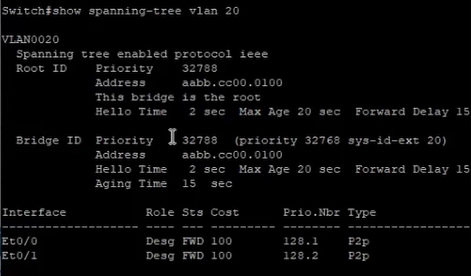 Switch#show spanning-tree vlan 20
VLAN0020
Spanning tree enabled protocol ieee
Root ID Priority 32788
Address aabb.cc00.0100
This bridge is the root
Hello Time 2 sec Max Age 20 sec Forward Delay 15
Bridge ID Priority 32788 (priority 32768 sys-id-ext 20)
Address aabb.cc00.0100
Hello Time 2 sec Max Age 20 sec Forward Delay 15
Aging Time 15 sec
Interface Role Sts Cost Prio.Nbr Type
------------------- ---- --- --------- -------- --------------------
Et0/0 Desg FWD 100 128.1 P2p
Et0/1 Desg FWD 100 128.2 P2p